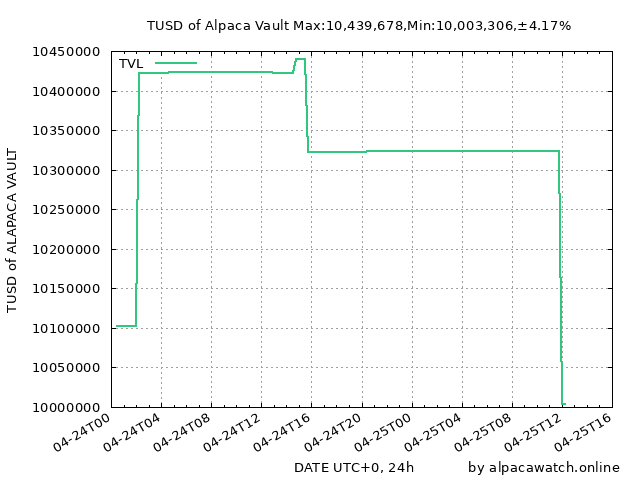 TUSD of Alpaca Vault Max:10,439,678,Min:10,003,306,±4.17%
TVL
TUSD of ALAPACA VAULT
10450000
10400000
10350000
10300000
10250000
10200000
10150000
10100000
10050000
10000000
04-24T00
04-24T04
04-24T08
04-24T12
04-24T16
04-24T20
04-25T00
04-25T04
04-25T08
04-25T12
04-25T16
DATE UTC+0, 24h
by alpacawatch.online